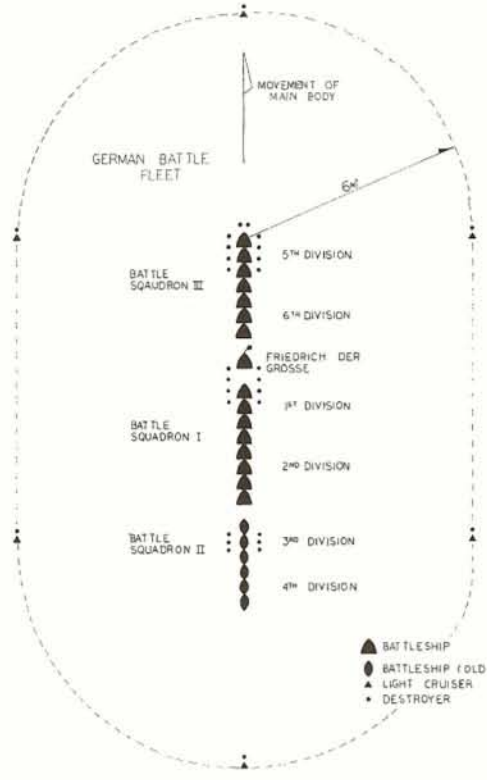 MOVEMENT OF
MAIN BODY
GERMAN BATTLE
FLEET
6M
5TH DIVISION
BATTLE
SQAUDRON III
6TH DIVISION
FRIEDRICH DER
GROSSE
1ST DIVISION
BATTLE
SQUADRON I
2ND DIVISION
BATTLE
SQUADRON II
3RD DIVISION
4TH DIVISION
BATTLESHIP
BATTLESHIP (OLD
LIGHT CRUISER
DESTROYER